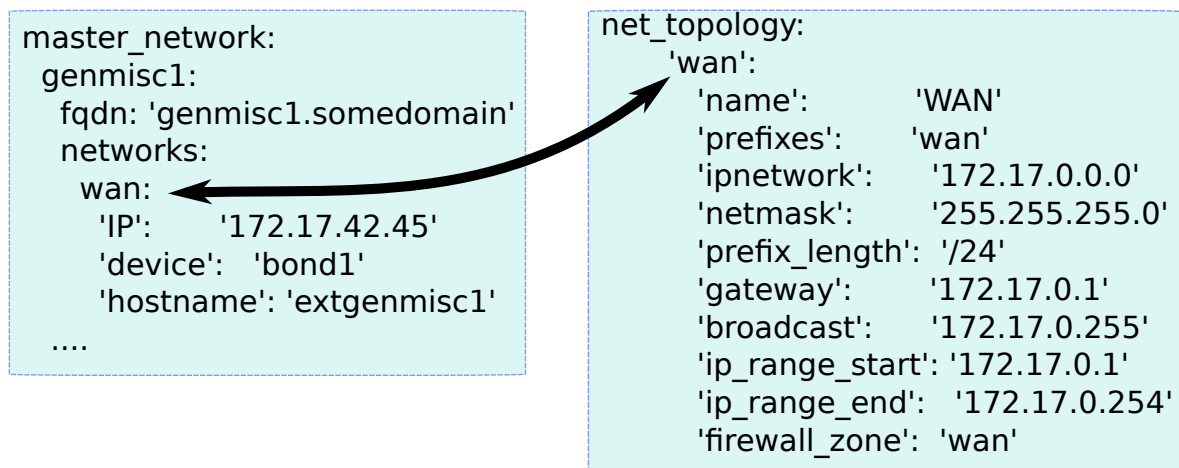 master_network:
genmisc1:
fqdn: 'genmisc1.somedomain'
networks:
wan:
'IP': '172.17.42.45'
'device': 'bond1'
'hostname': 'extgenmisc1'
....
net_topology:
'wan':
'name': 'WAN'
'prefixes': 'wan'
'ipnetwork': '172.17.0.0.0'
'netmask': '255.255.255.0'
'prefix_length': '/24'
'gateway': '172.17.0.1'
'broadcast': '172.17.0.255'
'ip_range_start': '172.17.0.1'
'ip_range_end': '172.17.0.254'
'firewall_zone': 'wan'